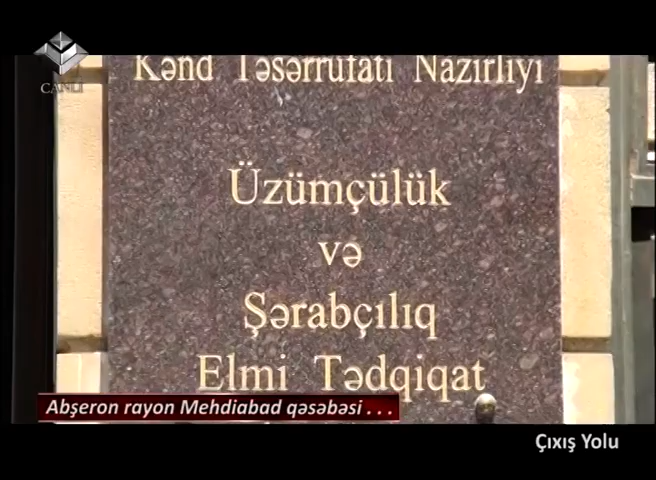 CANLI
Kənd Təsərrüfatı Nazirliyi
Üzümçülük
və
Şərabçılıq
Elmi Tədqiqat
Abşeron rayon Mehdiabad qəsəbəsi . . .
Çıxış Yolu